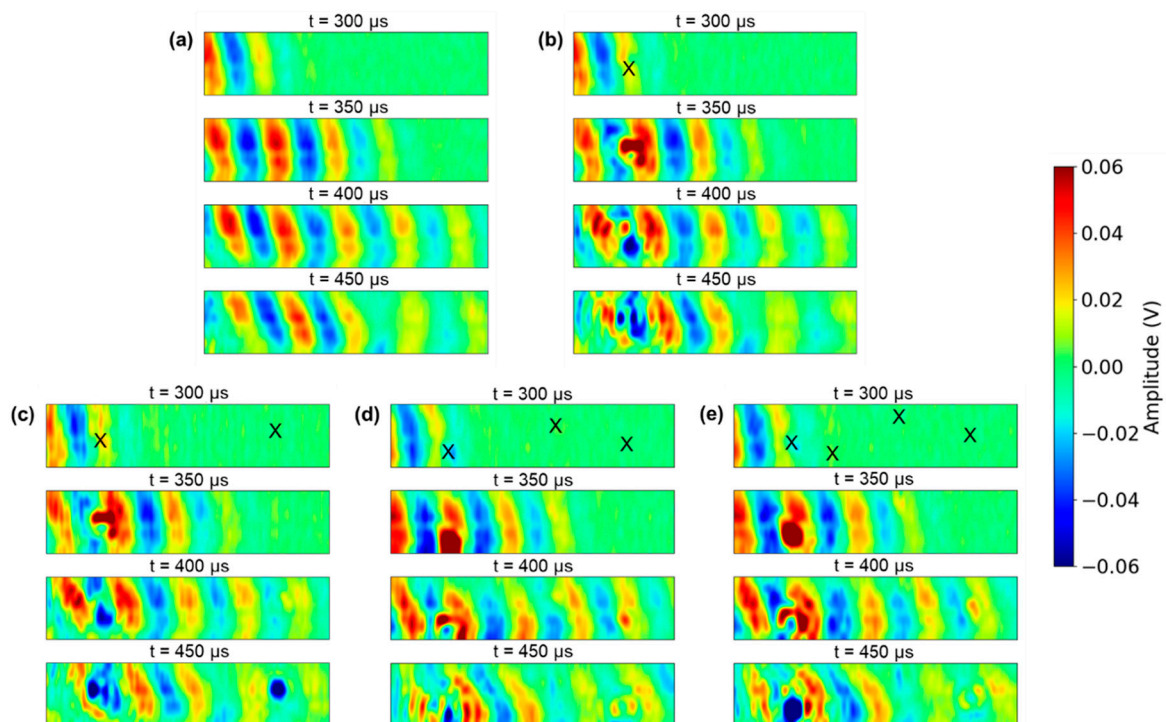 t = 300 μs t = 300 μs
(a) (b)
X
t = 350 μs t = 350 μs
t = 400 μs t = 400 μs
t = 450 μs t = 450 μs
0.06
0.04
0.02
0.00
−0.02
−0.04
−0.06
Amplitude (V)
t = 300 μs t = 300 μs t = 300 μs
(c) (d) (e)
X X X X X X X X X
t = 350 μs t = 350 μs t = 350 μs
t = 400 μs t = 400 μs t = 400 μs
t = 450 μs t = 450 μs t = 450 μs